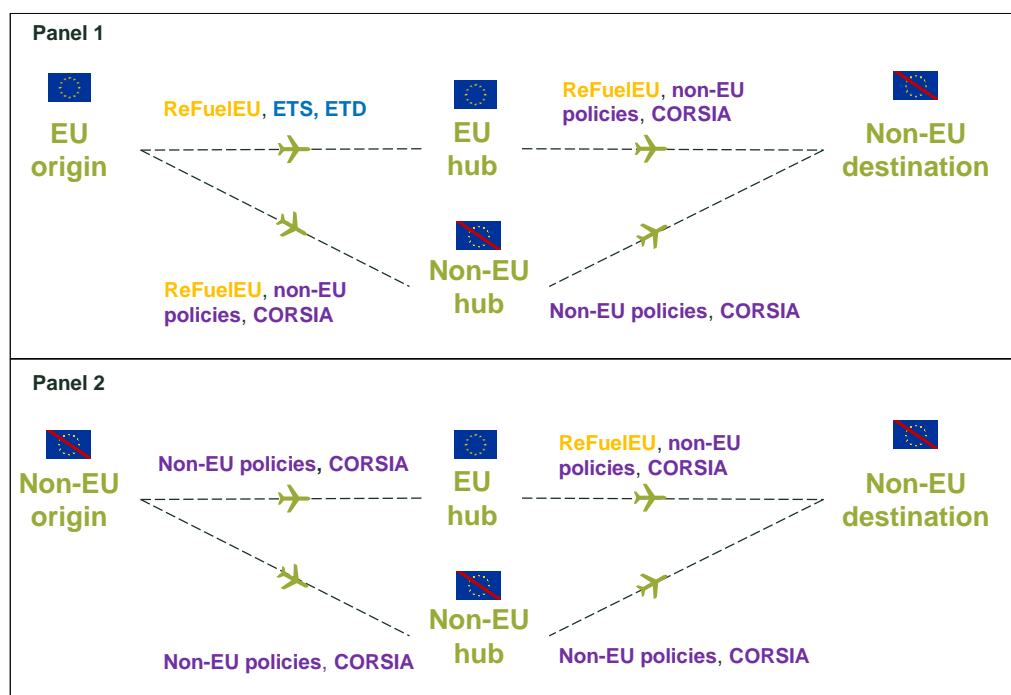 Panel 1
EU
origin
ReFuelEU, ETS, ETD
EU
hub
ReFuelEU, non-EU
policies, CORSIA
Non-EU
destination
ReFuelEU, non-EU
policies, CORSIA
Non-EU
hub
Non-EU policies, CORSIA
Panel 2
Non-EU
origin
Non-EU policies, CORSIA
EU
hub
ReFuelEU, non-EU
policies, CORSIA
Non-EU
destination
Non-EU policies, CORSIA
Non-EU
hub
Non-EU policies, CORSIA